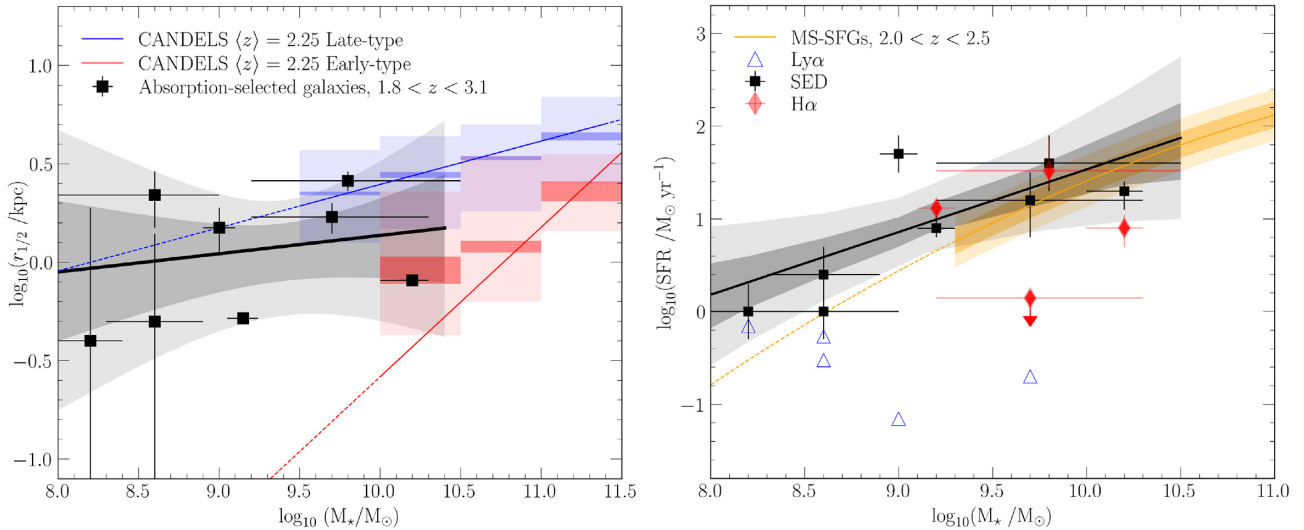 CANDELS ⟨z⟩ = 2.25 Late-type
CANDELS ⟨z⟩ = 2.25 Early-type
Absorption-selected galaxies, 1.8 < z < 3.1
log₁₀(r₁/₂ /kpc)
1.0
0.5
0.0
−0.5
−1.0
8.0 8.5 9.0 9.5 10.0 10.5 11.0 11.5
log₁₀ (M⋆/M⊙)
MS-SFGs, 2.0 < z < 2.5
Lyα
SED
Hα
log₁₀(SFR /M⊙ yr⁻¹)
3
2
1
0
−1
8.0 8.5 9.0 9.5 10.0 10.5 11.0
log₁₀(M⋆ /M⊙)